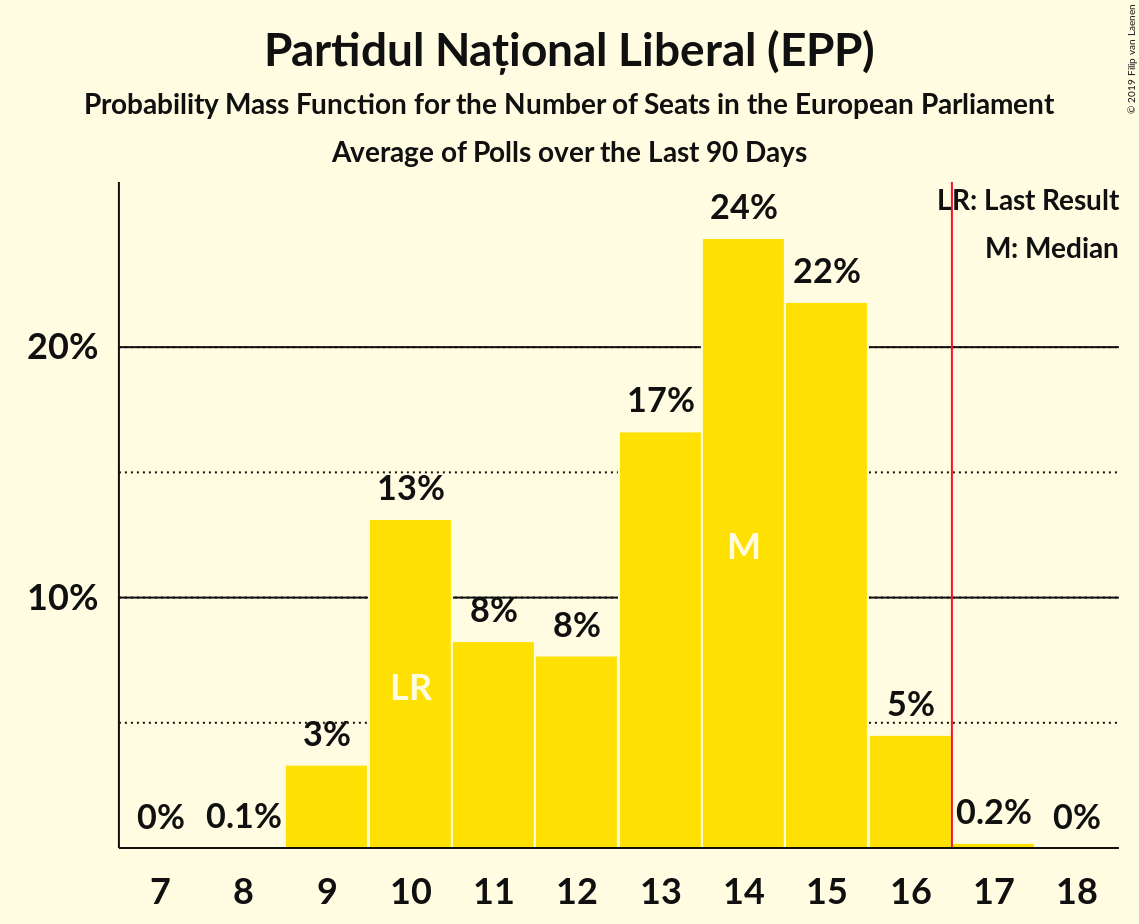 Partidul Național Liberal (EPP)
Probability Mass Function for the Number of Seats in the European Parliament
Average of Polls over the Last 90 Days
© 2019 Filip van Laenen
LR: Last Result
M: Median
24%
22%
20%
17%
13%
M
10%
8%
8%
LR
5%
3%
0%
0.1%
0.2%
0%
7 8 9 10 11 12 13 14 15 16 17 18